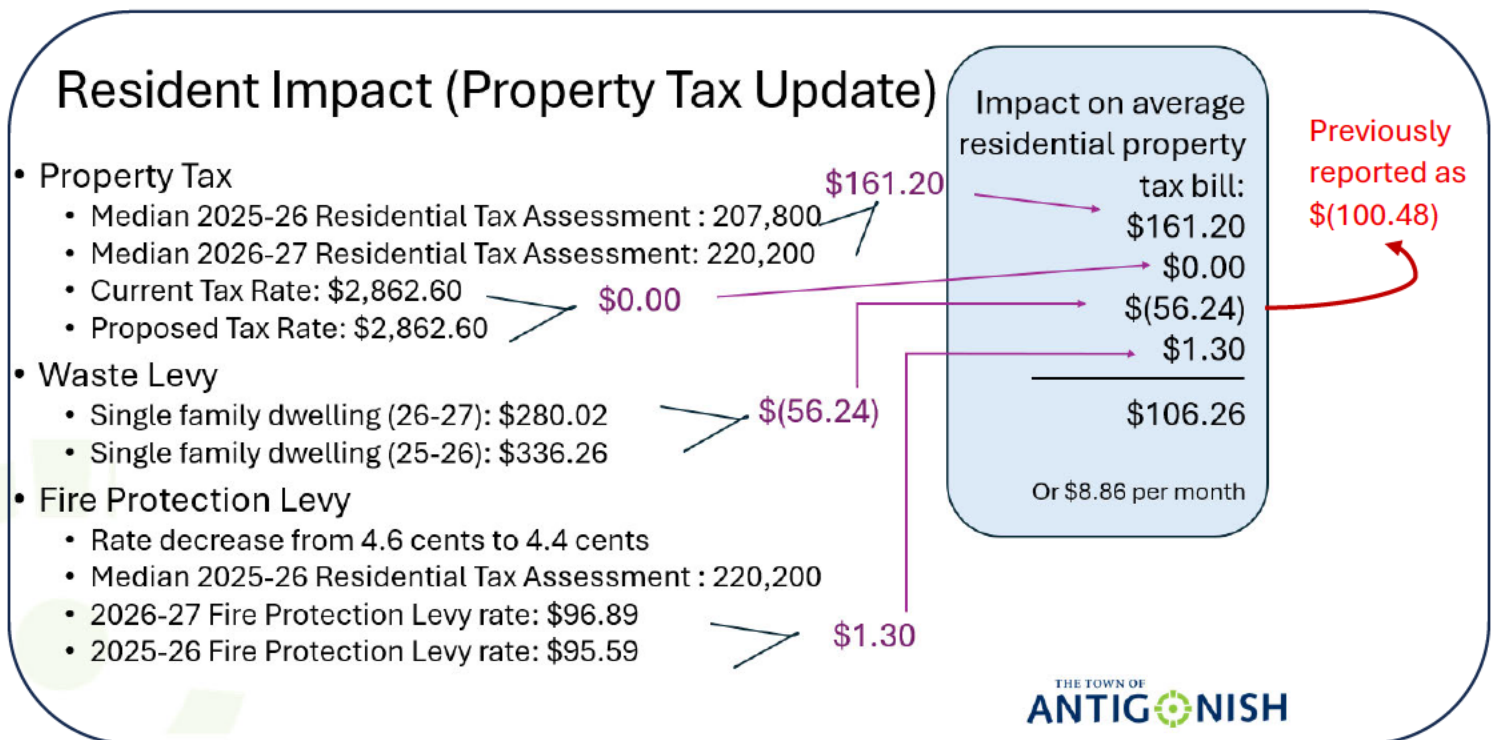 Resident Impact (Property Tax Update)
• Property Tax
• Median 2025-26 Residential Tax Assessment : 207,800
• Median 2026-27 Residential Tax Assessment: 220,200
$161.20
• Current Tax Rate: $2,862.60
• Proposed Tax Rate: $2,862.60
$0.00
• Waste Levy
• Single family dwelling (26-27): $280.02
• Single family dwelling (25-26): $336.26
$(56.24)
• Fire Protection Levy
• Rate decrease from 4.6 cents to 4.4 cents
• Median 2025-26 Residential Tax Assessment : 220,200
• 2026-27 Fire Protection Levy rate: $96.89
• 2025-26 Fire Protection Levy rate: $95.59
$1.30
Impact on average
residential property
tax bill:
$161.20
$0.00
$(56.24)
$1.30
$106.26
Or $8.86 per month
Previously
reported as
$(100.48)
THE TOWN OF
ANTIGONISH